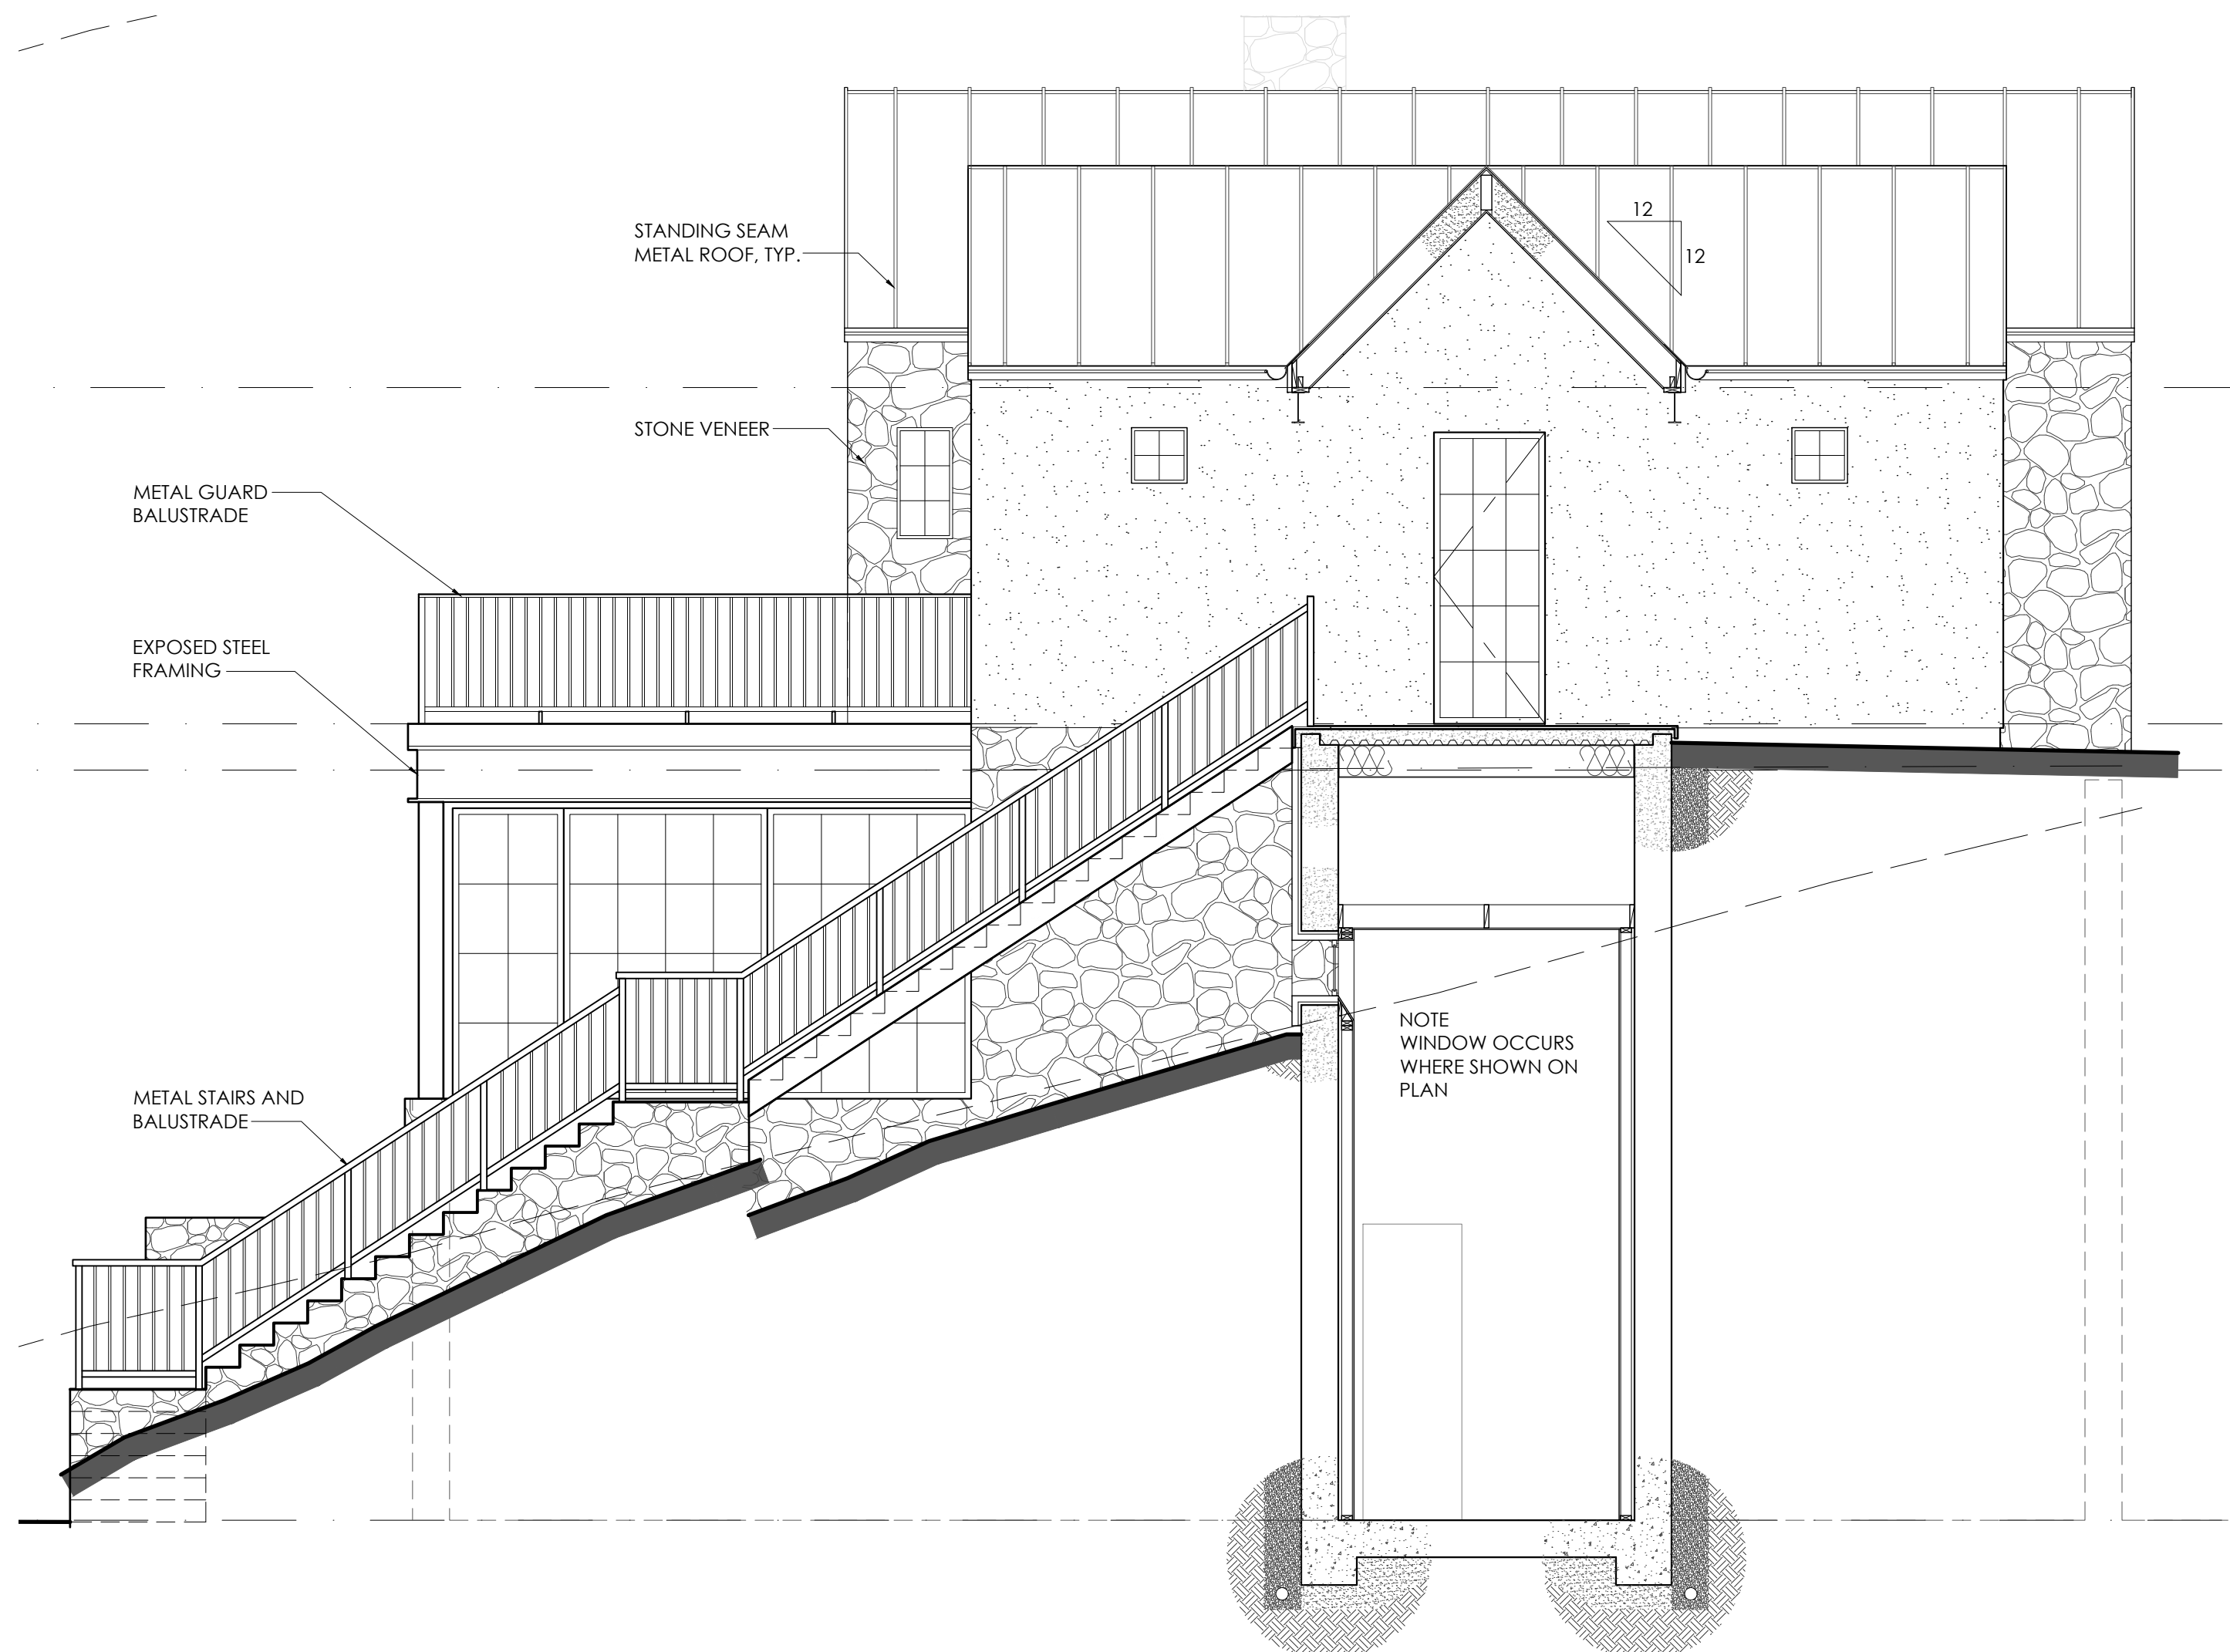 12
12
STANDING SEAM
METAL ROOF, TYP.
STONE VENEER
METAL GUARD
BALUSTRADE
EXPOSED STEEL
FRAMING
NOTE
WINDOW OCCURS
WHERE SHOWN ON
PLAN
METAL STAIRS AND
BALUSTRADE